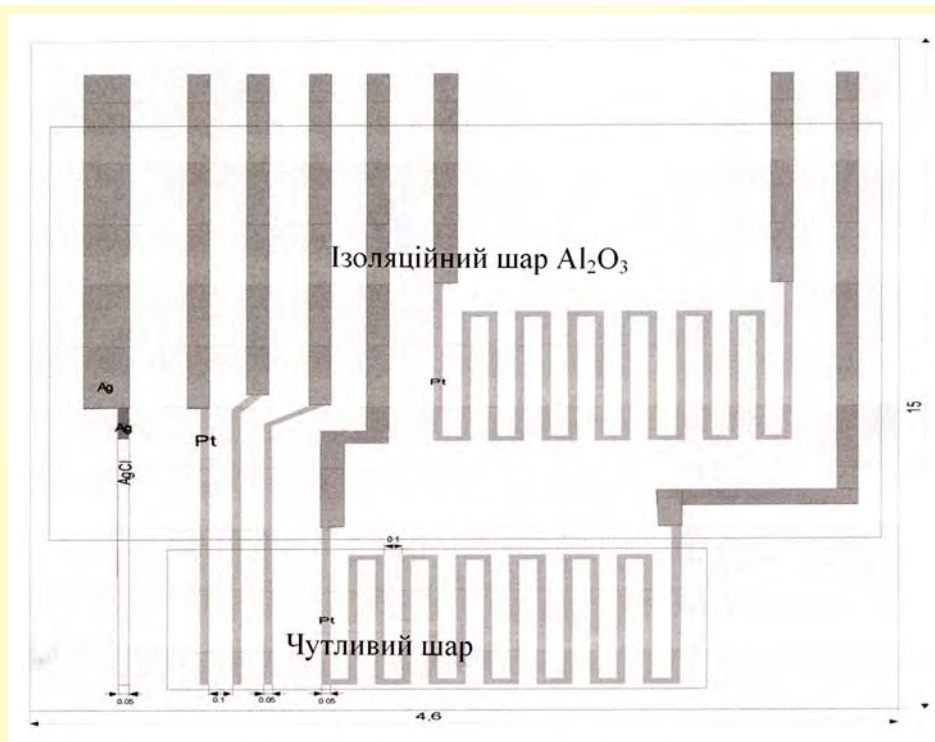 Ізоляційний шар Al₂O₃
Ag
Ag
Pt
Pt
AgCl
15
0.1
Pt
Чутливий шар
0.05
0.1
0.05
0.05
4,6